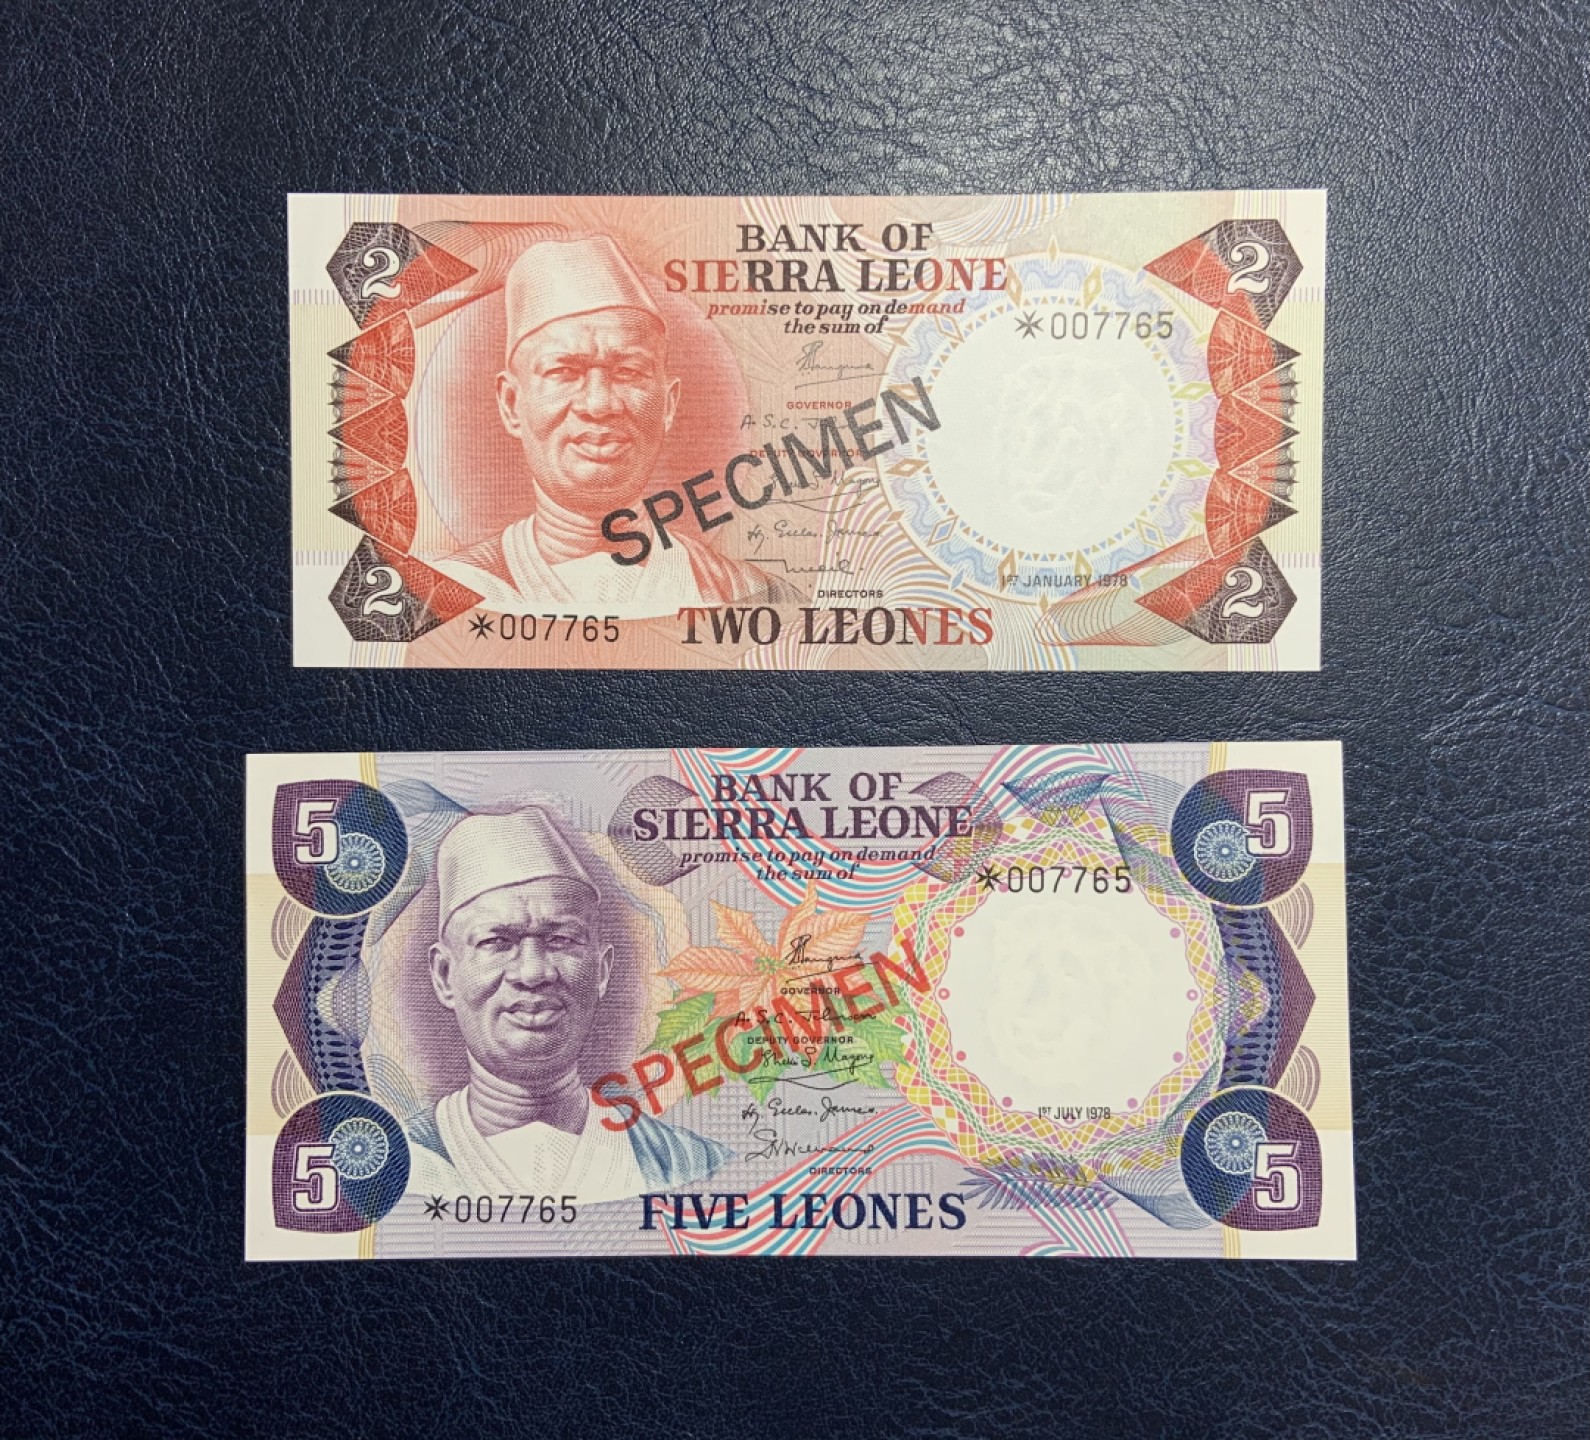 2
2
BANK OF
SIERRA LEONE
promise to pay on demand
the sum of
✠007765
GOVERNOR
A. S. C. Johnson
DEPUTY GOVERNOR
SPECIMEN
DIRECTORS
1ST JANUARY 1978
2
2
✠007765
TWO LEONES
5
5
BANK OF
SIERRA LEONE
promise to pay on demand
the sum of
✠007765
GOVERNOR
A. S. C. Johnson
DEPUTY GOVERNOR
SPECIMEN
DIRECTORS
1ST JULY 1978
5
5
✠007765
FIVE LEONES